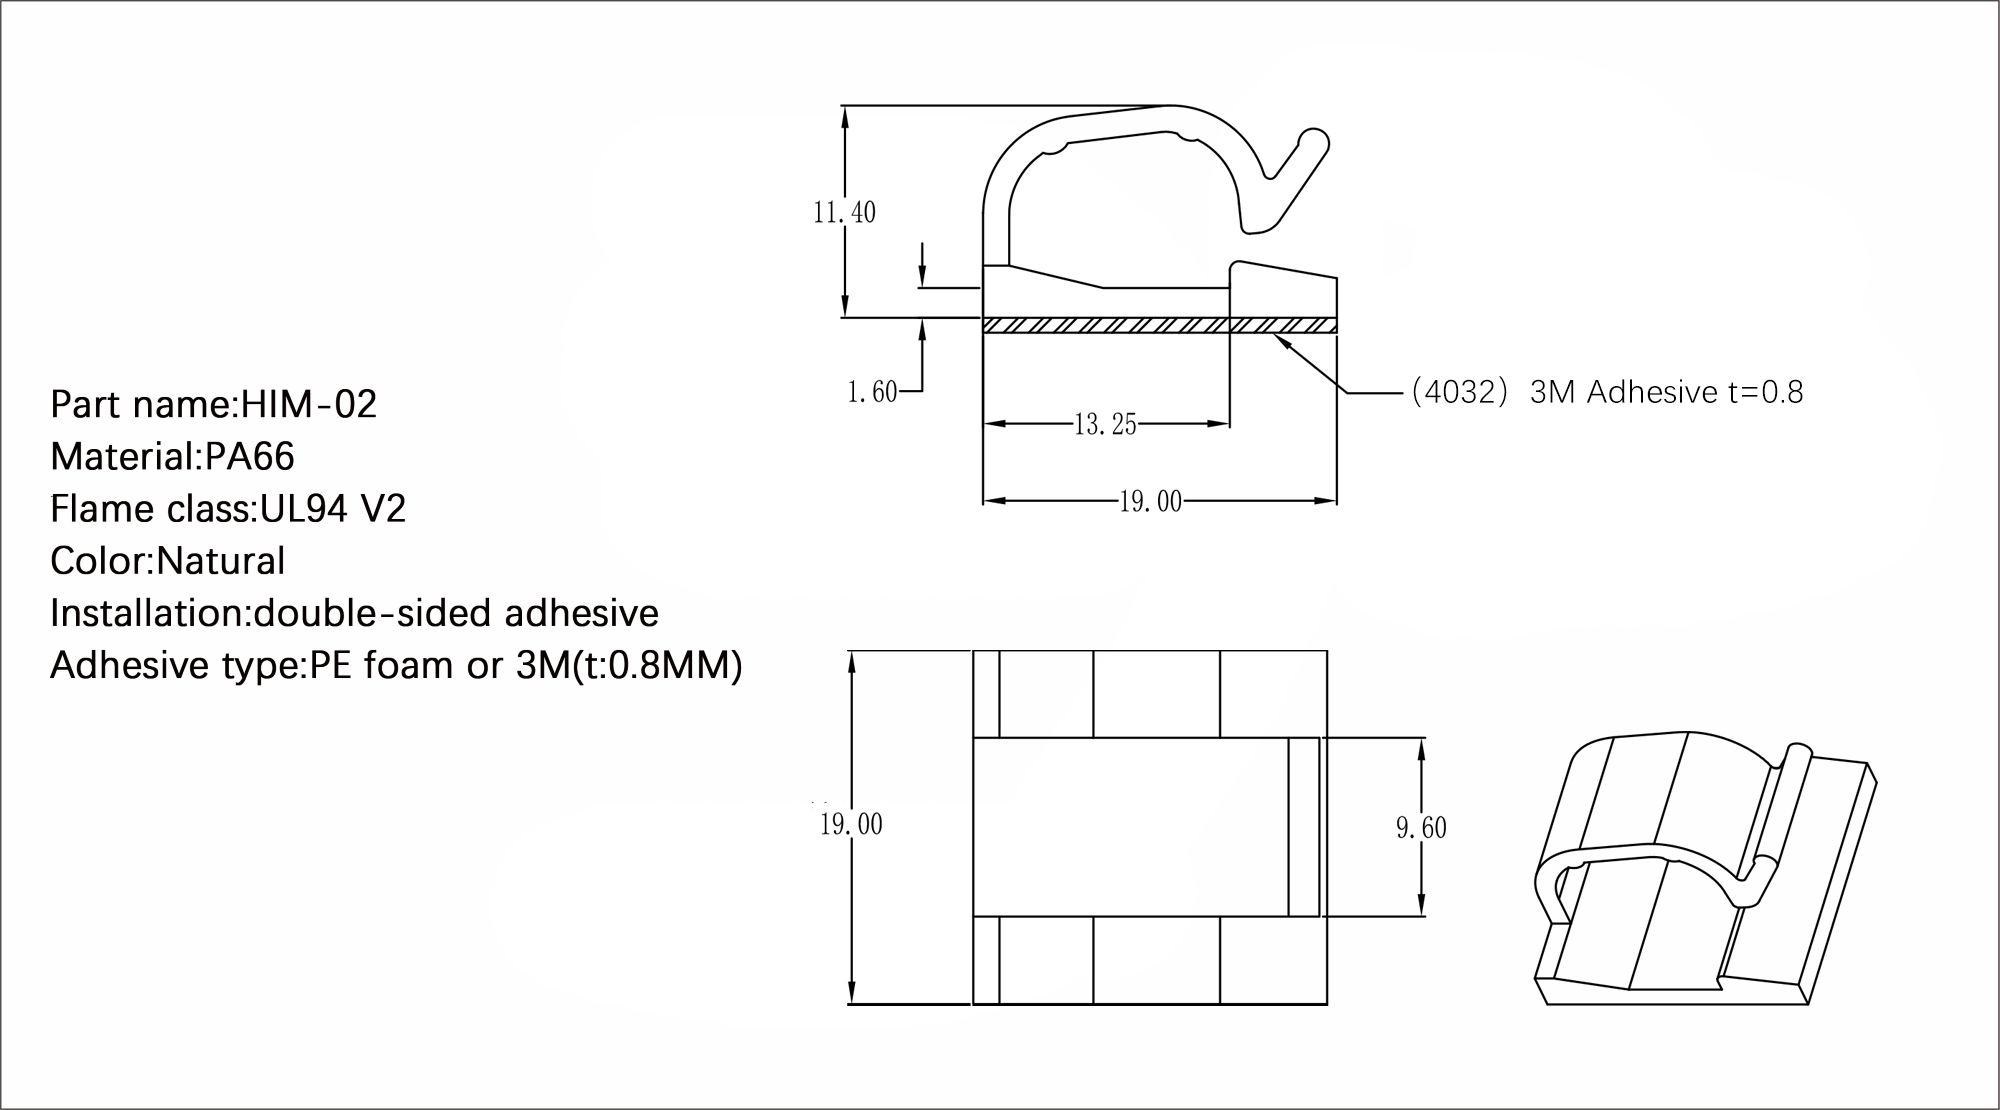 11.40
1.60
(4032) 3M Adhesive t=0.8
13.25
19.00
Part name:HIM-02
Material:PA66
Flame class:UL94 V2
Color:Natural
Installation:double-sided adhesive
Adhesive type:PE foam or 3M(t:0.8MM)
19.00
9.60